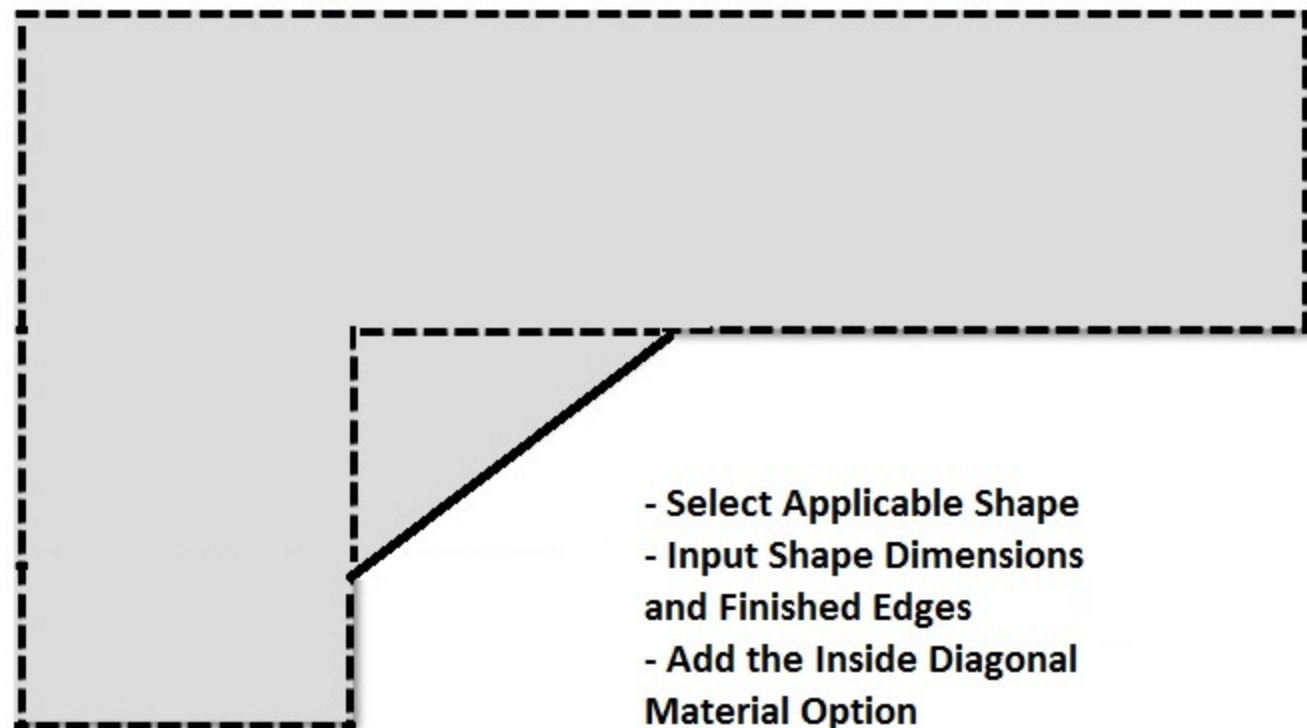 - Select Applicable Shape
- Input Shape Dimensions
and Finished Edges
- Add the Inside Diagonal
Material Option